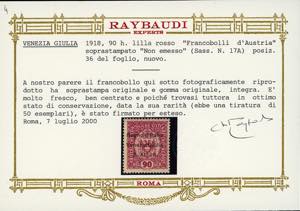 RAYBAUDI
EXPERTS
VENEZIA GIULIA 1918, 90 h. lilla rosso "Francobolli d'Austria"
soprastampato "Non emesso" (Sass. N. 17A) posiz.
36 del foglio, nuovo.
A nostro parere il francobollo qui sotto fotograficamente ripro-
dotto ha soprastampa originale e gomma originale, integra. E'
molto fresco, ben centrato e poiché trovasi tuttora in ottimo
stato di conservazione, data la sua rarità (ebbe una tiratura di
50 esemplari), è stato firmato per esteso.
Roma, 7 luglio 2000
90
ROMA